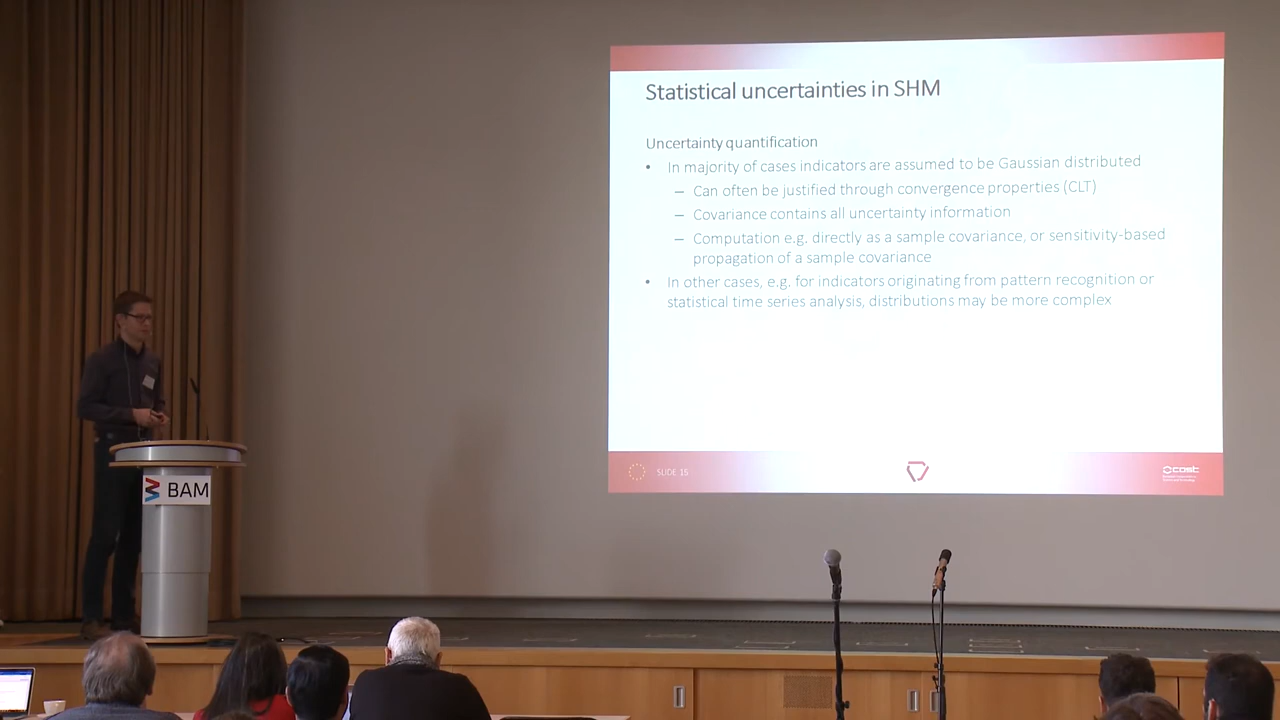 Statistical uncertainties in SHM
Uncertainty quantification
• In majority of cases indicators are assumed to be Gaussian distributed
– Can often be justified through convergence properties (CLT)
– Covariance contains all uncertainty information
– Computation e.g. directly as a sample covariance, or sensitivity-based
propagation of a sample covariance
• In other cases, e.g. for indicators originating from pattern recognition or
statistical time series analysis, distributions may be more complex
SLIDE 15
cost
BAM